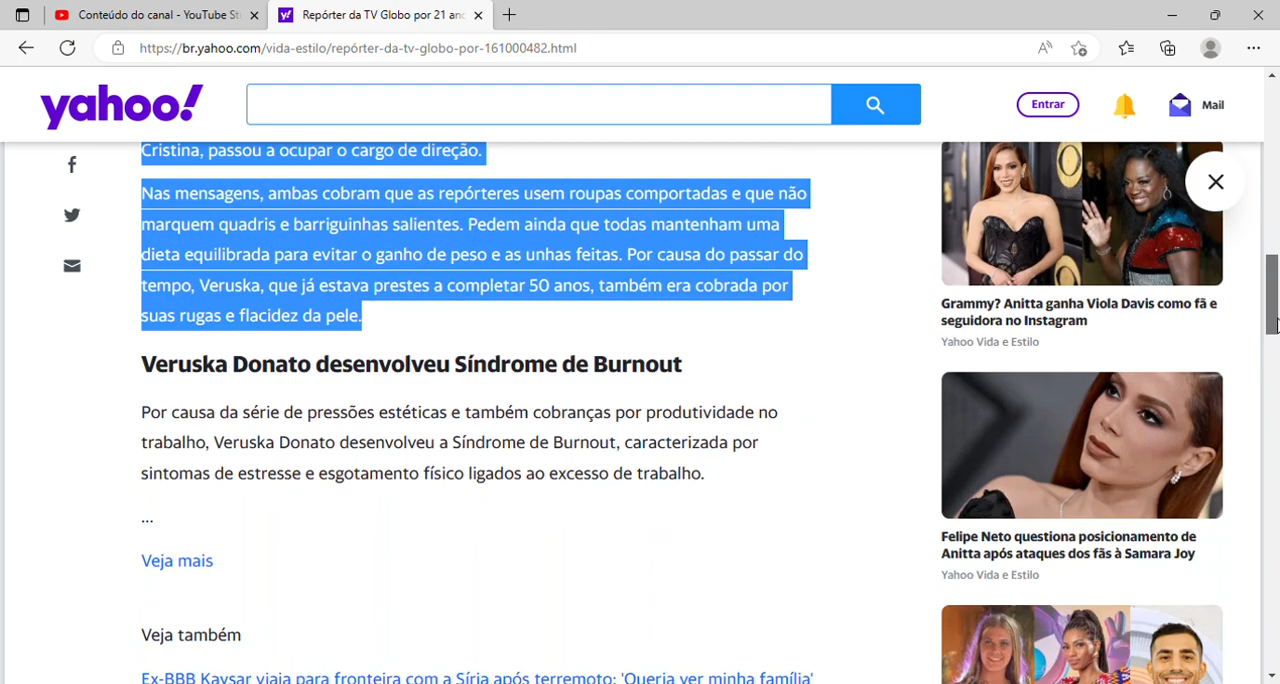 Conteúdo do canal - YouTube St
Repórter da TV Globo por 21 ano
https://br.yahoo.com/vida-estilo/repórter-da-tv-globo-por-161000482.html
yahoo!
Entrar
Mail
Cristina, passou a ocupar o cargo de direção.
Nas mensagens, ambas cobram que as repórteres usem roupas comportadas e que não
marquem quadris e barriguinhas salientes. Pedem ainda que todas mantenham uma
dieta equilibrada para evitar o ganho de peso e as unhas feitas. Por causa do passar do
tempo, Veruska, que já estava prestes a completar 50 anos, também era cobrada por
suas rugas e flacidez da pele.
Veruska Donato desenvolveu Síndrome de Burnout
Por causa da série de pressões estéticas e também cobranças por produtividade no
trabalho, Veruska Donato desenvolveu a Síndrome de Burnout, caracterizada por
sintomas de estresse e esgotamento físico ligados ao excesso de trabalho.
...
Veja mais
Veja também
Ex-BBB Kaysar viaja para fronteira com a Síria após terremoto: 'Queria ver minha família'
Grammy? Anitta ganha Viola Davis como fã e
seguidora no Instagram
Yahoo Vida e Estilo
Felipe Neto questiona posicionamento de
Anitta após ataques dos fãs à Samara Joy
Yahoo Vida e Estilo